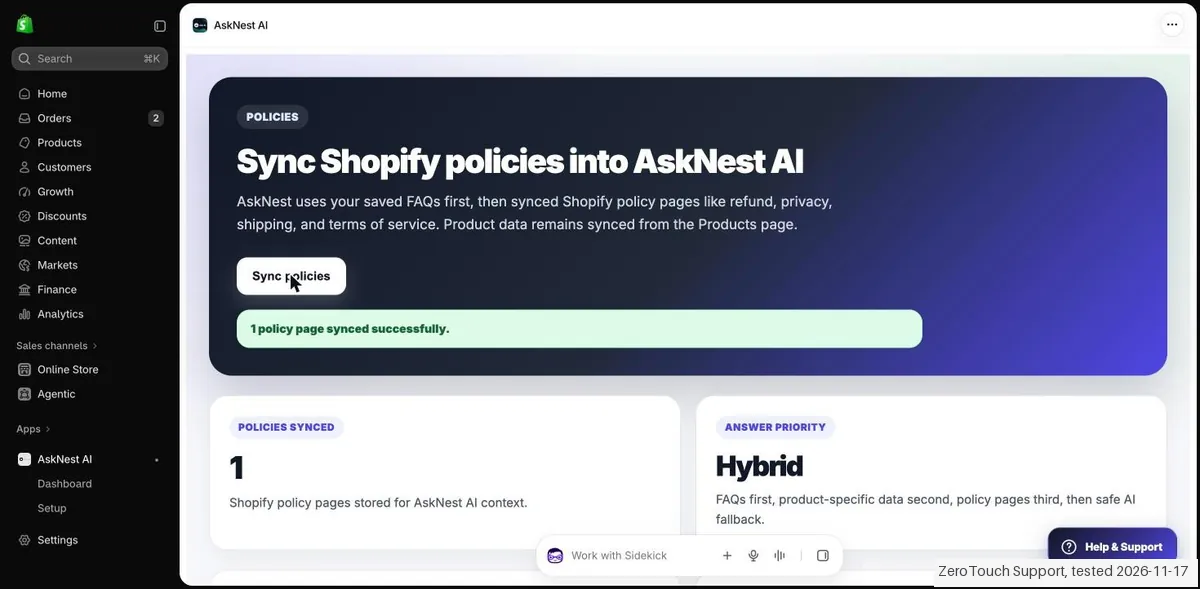 AskNest AI
Search ⌘K
Home
Orders 2
Products
Customers
Growth
Discounts
Content
Markets
Finance
Analytics
Sales channels
Online Store
Agentic
Apps
AskNest AI
Dashboard
Setup
Settings
POLICIES
Sync Shopify policies into AskNest AI
AskNest uses your saved FAQs first, then synced Shopify policy pages like refund, privacy,
shipping, and terms of service. Product data remains synced from the Products page.
Sync policies
1 policy page synced successfully.
POLICIES SYNCED
1
Shopify policy pages stored for AskNest AI context.
ANSWER PRIORITY
Hybrid
FAQs first, product-specific data second, policy pages third, then safe AI
fallback.
Work with Sidekick
Help & Support
ZeroTouch Support, tested 2026-11-17